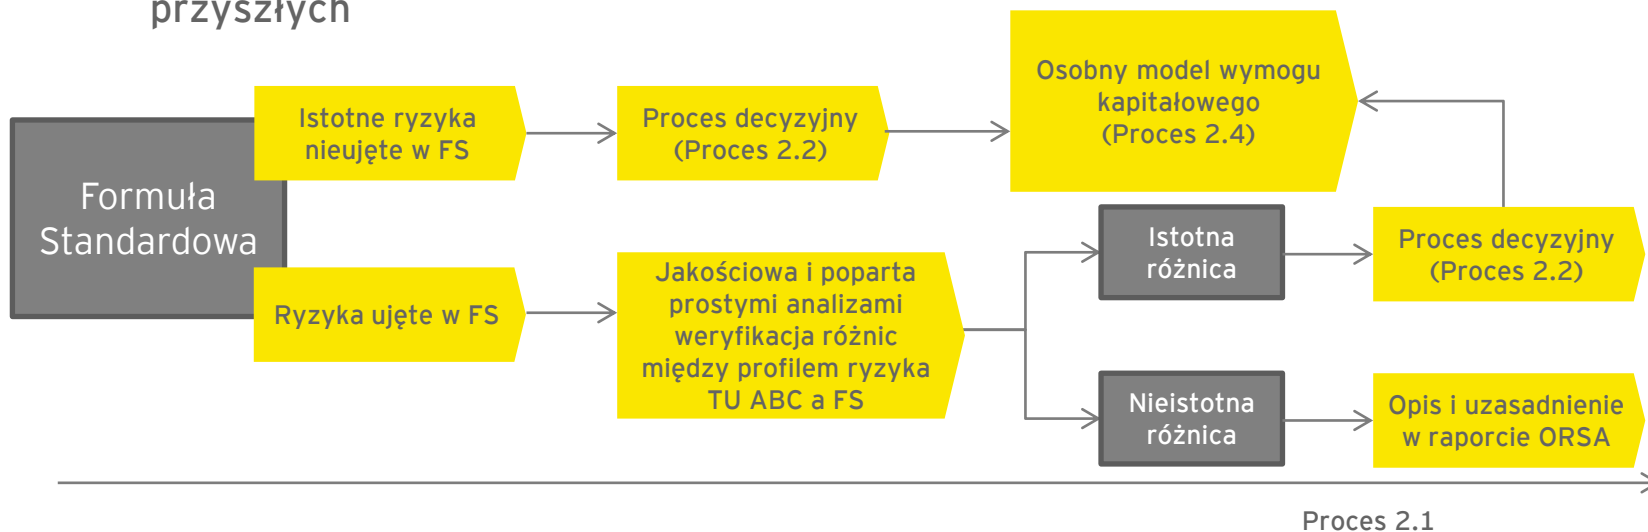 przyszłych
Formuła
Standardowa
Istotne ryzyka
nieujęte w FS
Proces decyzyjny
(Proces 2.2)
Osobny model wymogu
kapitałowego
(Proces 2.4)
Ryzyka ujęte w FS
Jakościowa i poparta
prostymi analizami
weryfikacja różnic
między profilem ryzyka
TU ABC a FS
Istotna
różnica
Proces decyzyjny
(Proces 2.2)
Nieistotna
różnica
Opis i uzasadnienie
w raporcie ORSA
Proces 2.1